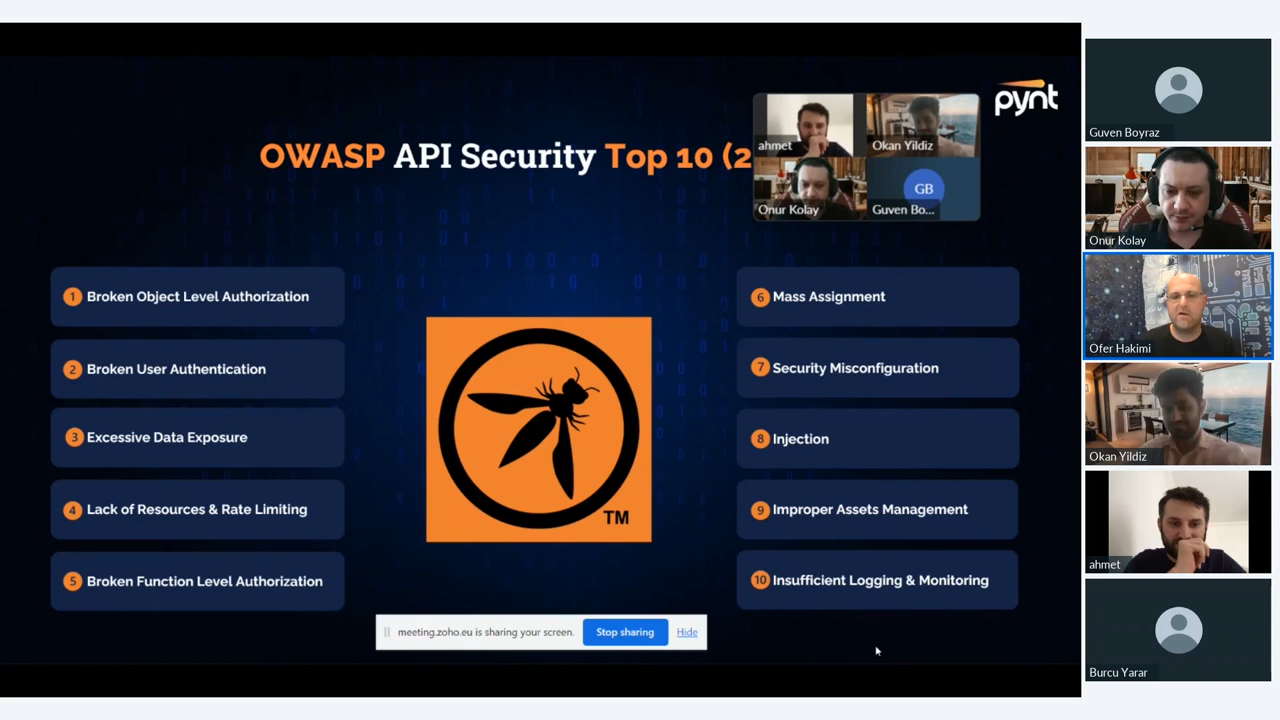 pynt
OWASP API Security Top 10 (2
ahmet
Okan Yildiz
Onur Kolay
GB
Guven Bo...
1 Broken Object Level Authorization
2 Broken User Authentication
3 Excessive Data Exposure
4 Lack of Resources & Rate Limiting
5 Broken Function Level Authorization
TM
6 Mass Assignment
7 Security Misconfiguration
8 Injection
9 Improper Assets Management
10 Insufficient Logging & Monitoring
meeting.zoho.eu is sharing your screen.
Stop sharing
Hide
Guven Boyraz
Onur Kolay
Ofer Hakimi
Okan Yildiz
ahmet
Burcu Yarar